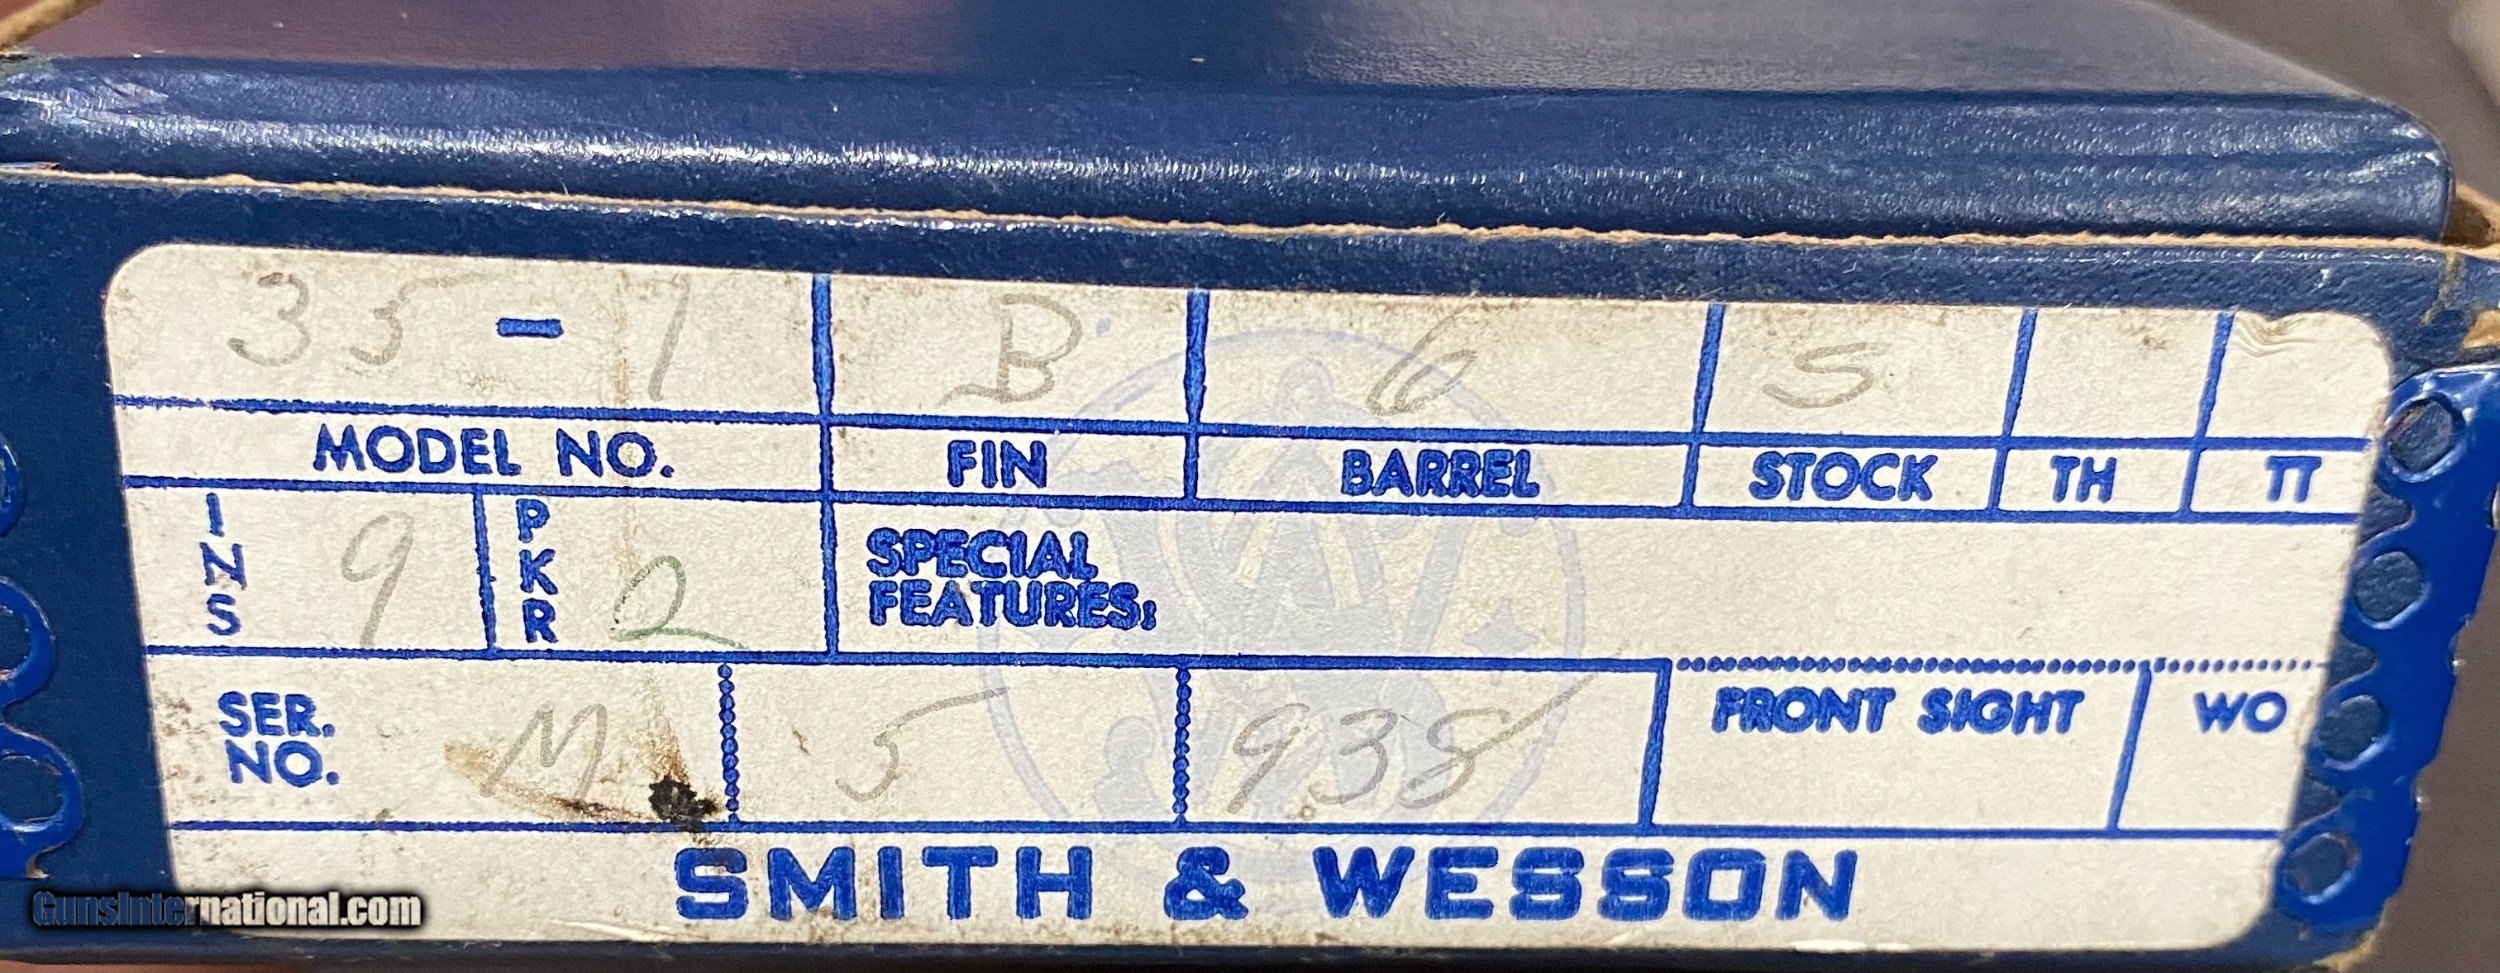 35 - 1 B 6 S
MODEL NO. FIN BARREL STOCK TH TT
INS 9 PKR 2 SPECIAL
FEATURES:
SER.
NO. M 5 938 FRONT SIGHT WO
SMITH & WESSON
GunsInternational.com